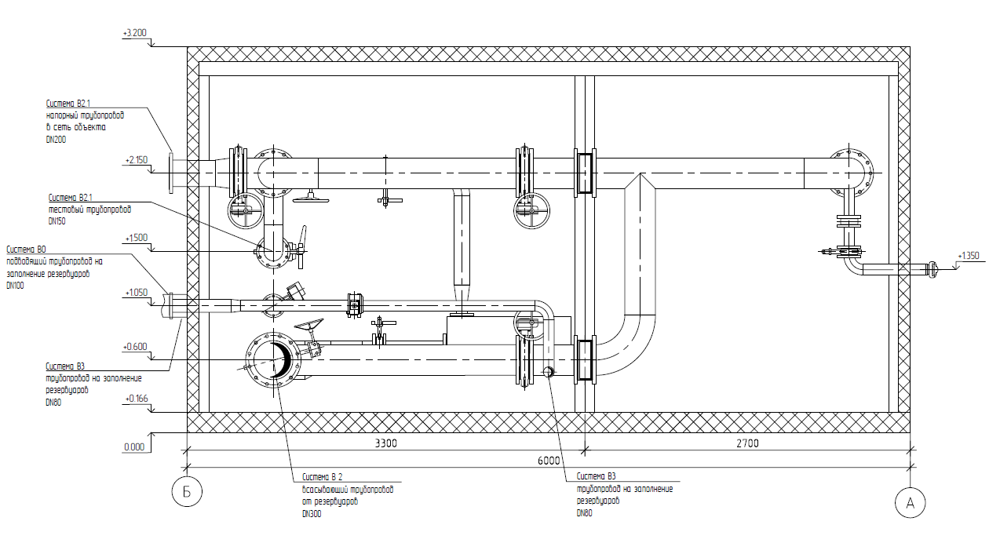 +3.200
Система В2.1
напорный трубопровод
в сеть объекта
DN200
+2.150
Система В2.1
тестовый трубопровод
DN150
+1.500
Система В0
подводящий трубопровод на
заполнение резервуаров
DN100
+1.350
+1.050
+0.600
Система В3
трубопровод на заполнение
резервуаров
DN80
+0.166
0.000
3300
2700
6000
Система В 2
всасывающий трубопровод
от резервуаров
DN300
Система В3
трубопровод на заполнение
резервуаров
DN80
Б
А